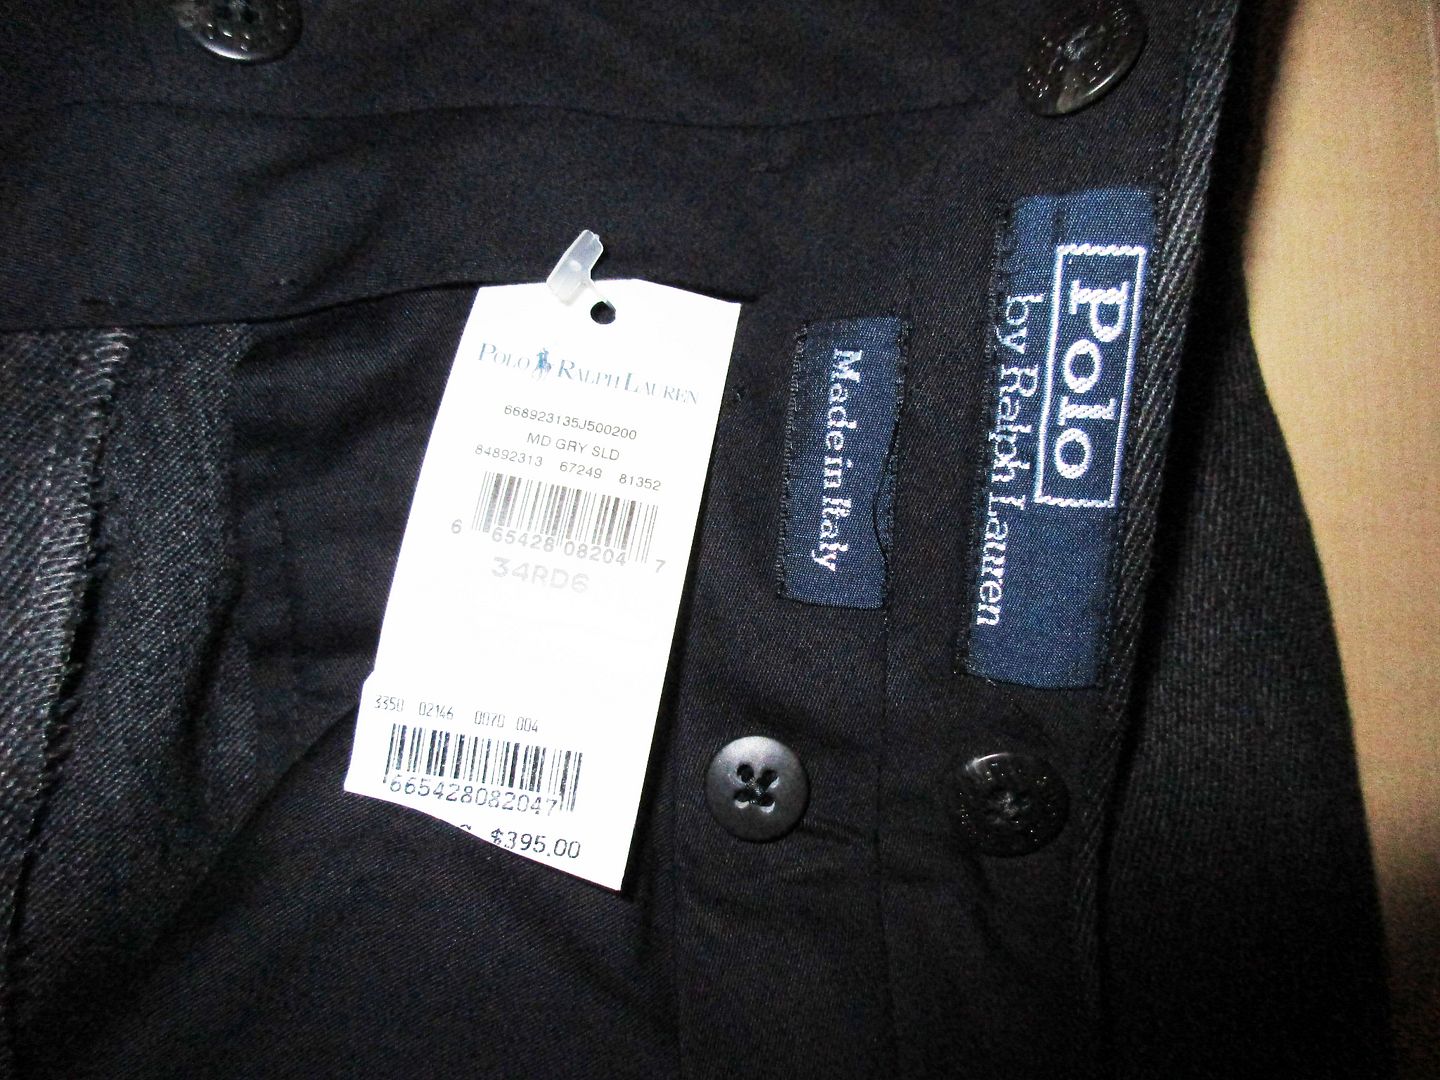 POLO RALPH LAUREN
668923135J500200
MD GRY SLD
84892313 67249 81352
6 65428 08204 7
34RD6
3350 02146 0070 004
665428082047
$395.00
Made in Italy
Polo
by Ralph Lauren